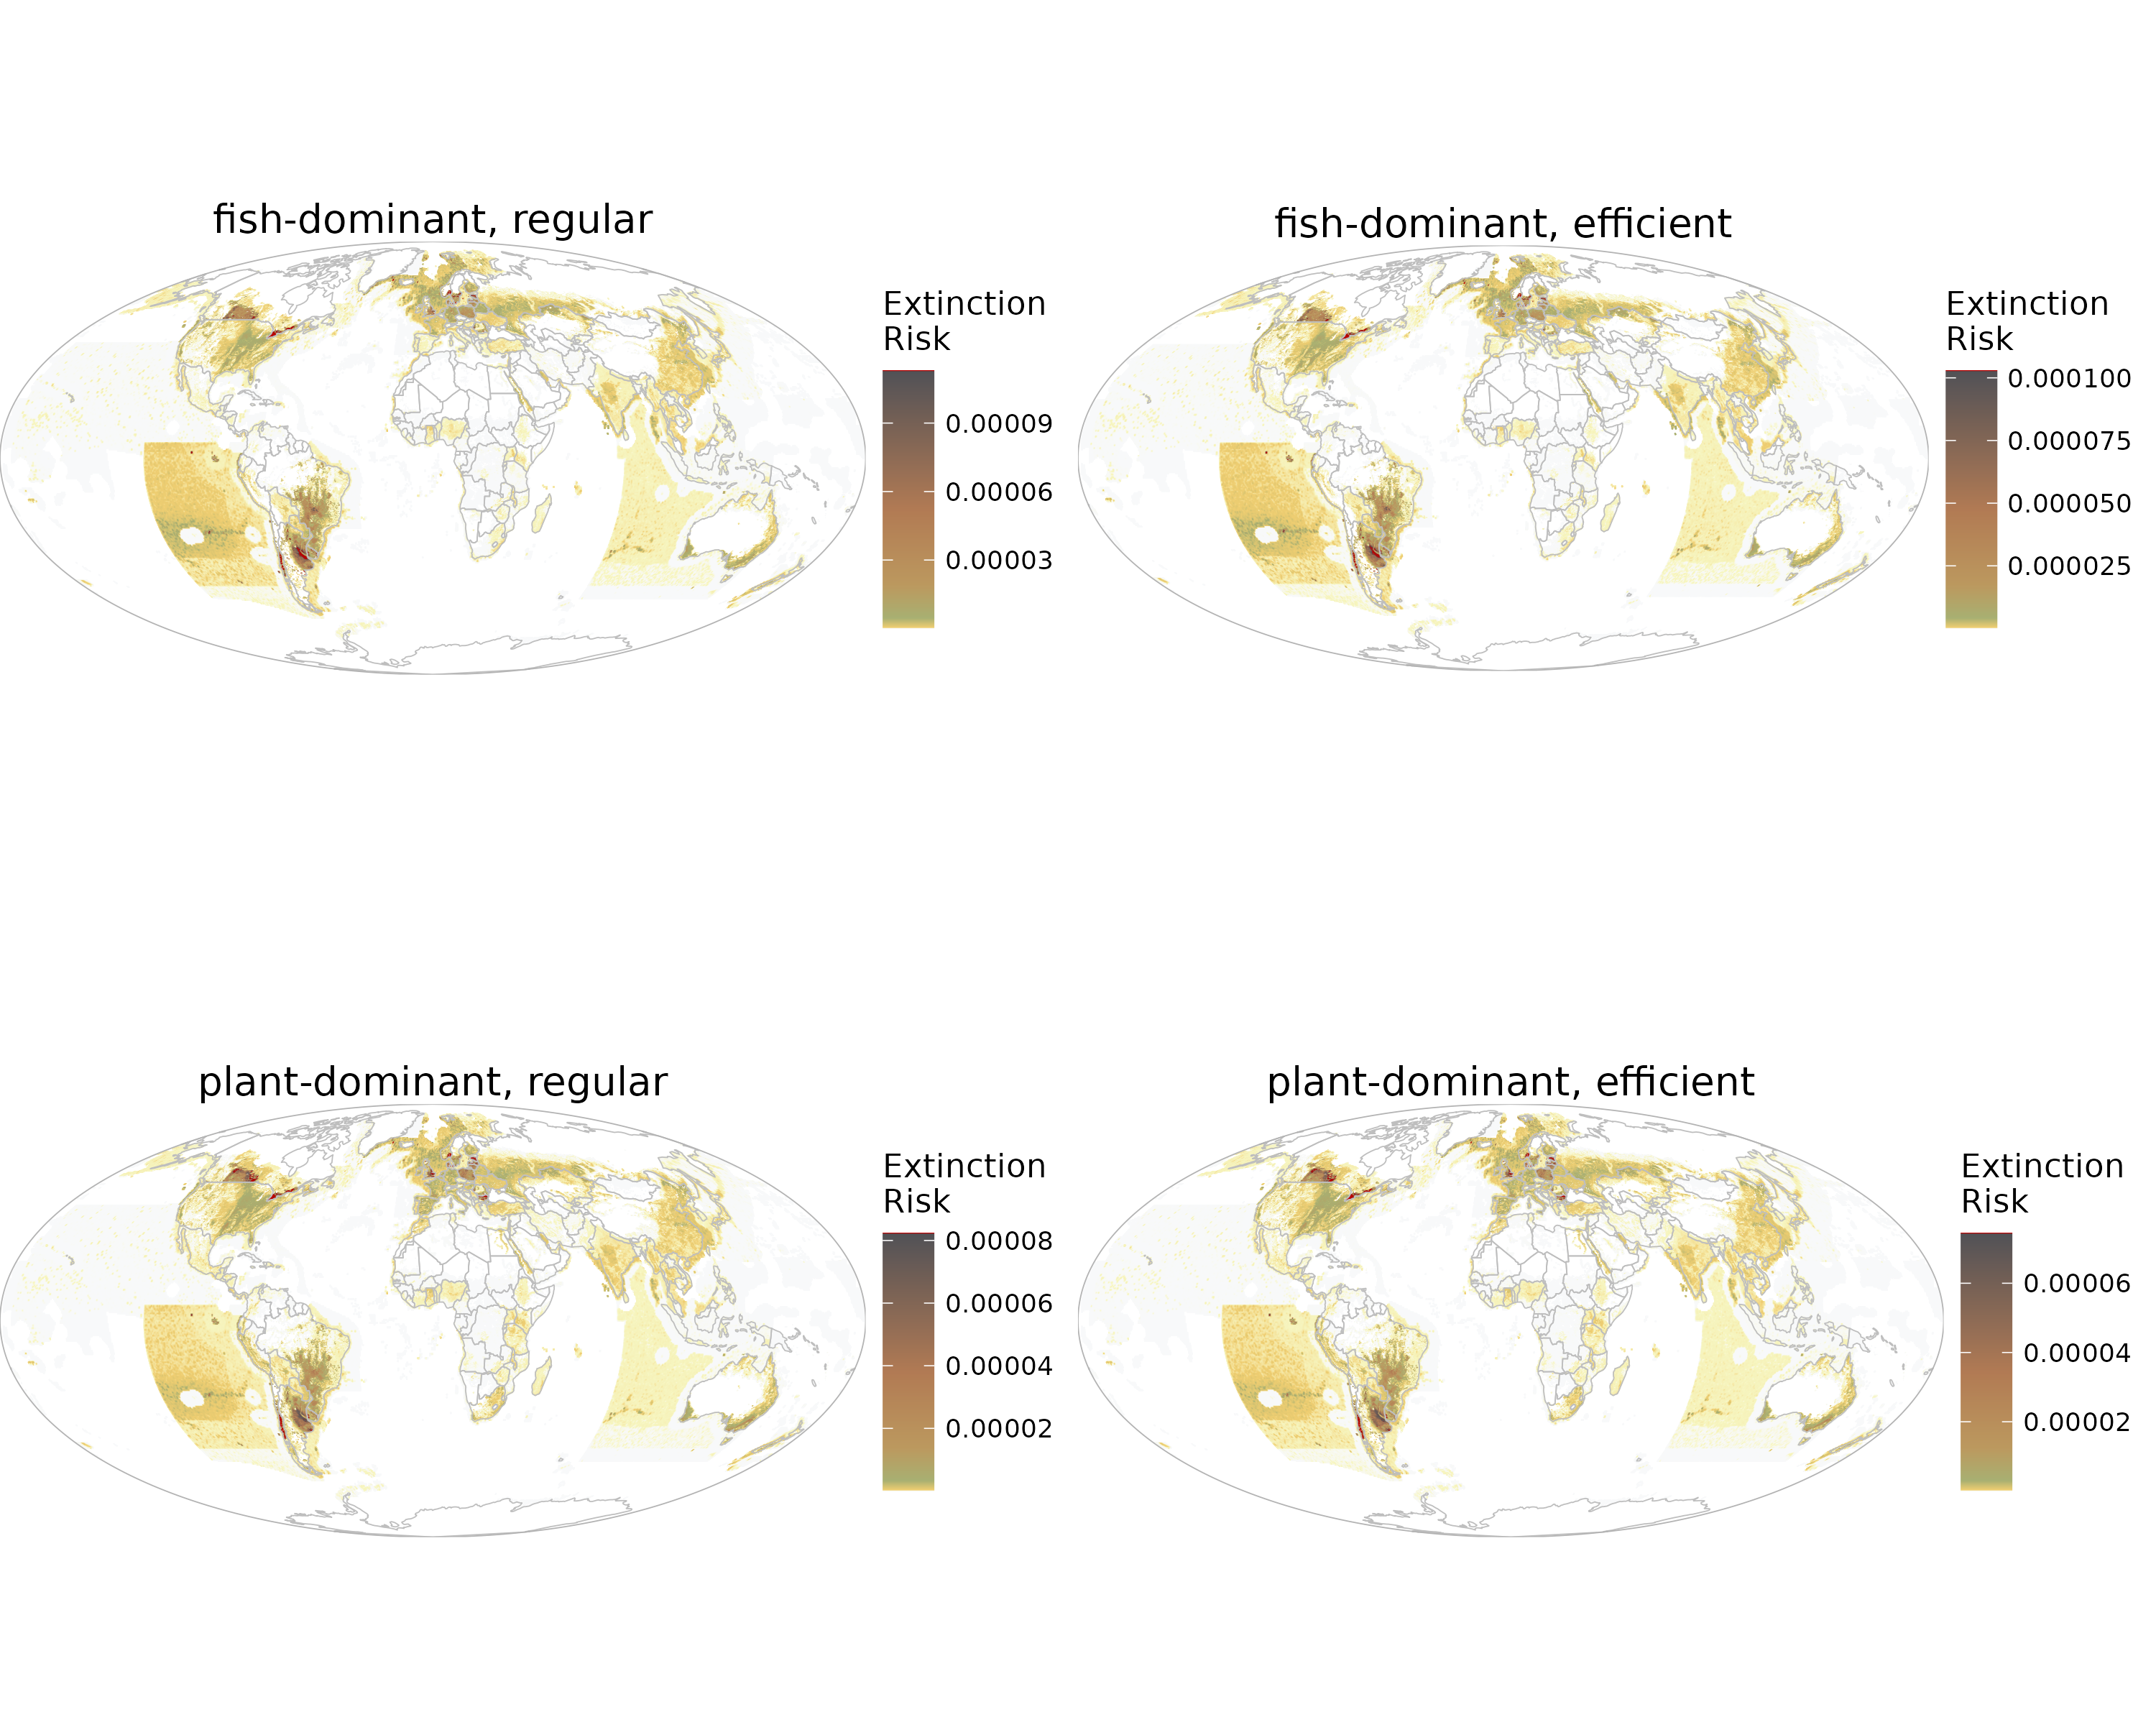 fish-dominant, regular
Extinction
Risk
0.00009
0.00006
0.00003
fish-dominant, efficient
Extinction
Risk
0.000100
0.000075
0.000050
0.000025
plant-dominant, regular
Extinction
Risk
0.00008
0.00006
0.00004
0.00002
plant-dominant, efficient
Extinction
Risk
0.00006
0.00004
0.00002